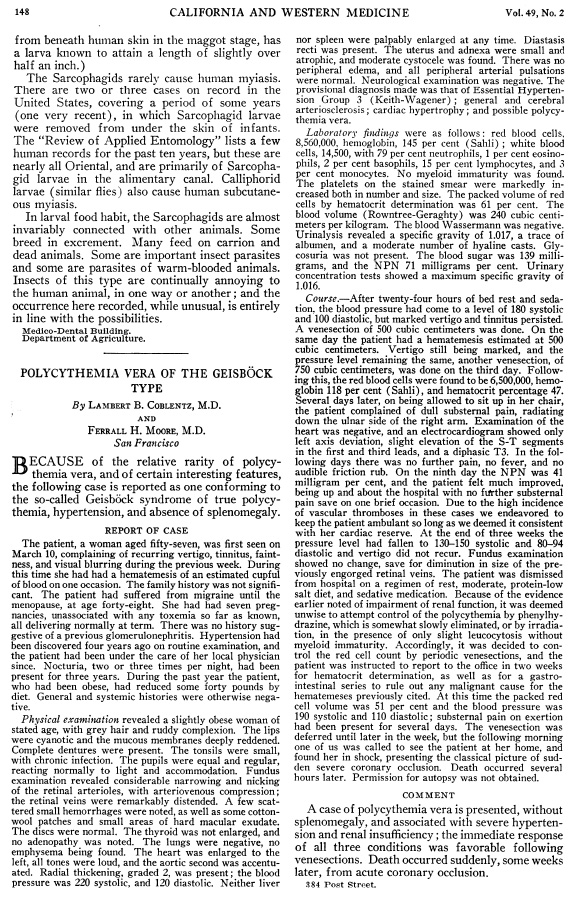 148
CALIFORNIA AND WESTERN MEDICINE
Vol. 49, No. 2
from beneath human skin in the maggot stage, has
a larva known to attain a length of slightly over
half an inch.)
The Sarcophagids rarely cause human myiasis.
There are two or three cases on record in the
United States, covering a period of some years
(one very recent), in which Sarcophagid larvae
were removed from under the skin of infants.
The “Review of Applied Entomology” lists a few
human records for the past ten years, but these are
nearly all Oriental, and are primarily of Sarcopha-
gid larvae in the alimentary canal. Calliphorid
larvae (similar flies) also cause human subcutane-
ous myiasis.
In larval food habit, the Sarcophagids are almost
invariably connected with other animals. Some
breed in excrement. Many feed on carrion and
dead animals. Some are important insect parasites
and some are parasites of warm-blooded animals.
Insects of this type are continually annoying to
the human animal, in one way or another; and the
occurrence here recorded, while unusual, is entirely
in line with the possibilities.
Medico-Dental Building.
Department of Agriculture.
POLYCYTHEMIA VERA OF THE GEISBÖCK
TYPE
By LAMBERT B. COBLENTZ, M.D.
AND
FERRALL H. MOORE, M.D.
San Francisco
BECAUSE of the relative rarity of polycy-
themia vera, and of certain interesting features,
the following case is reported as one conforming to
the so-called Geisböck syndrome of true polycy-
themia, hypertension, and absence of splenomegaly.
REPORT OF CASE
The patient, a woman aged fifty-seven, was first seen on
March 10, complaining of recurring vertigo, tinnitus, faint-
ness, and visual blurring during the previous week. During
this time she had had a hematemesis of an estimated cupful
of blood on one occasion. The family history was not signifi-
cant. The patient had suffered from migraine until the
menopause, at age forty-eight. She had had seven preg-
nancies, unassociated with any toxemia so far as known,
all delivering normally at term. There was no history sug-
gestive of a previous glomerulonephritis. Hypertension had
been discovered four years ago on routine examination, and
the patient had been under the care of her local physician
since. Nocturia, two or three times per night, had been
present for three years. During the past year the patient,
who had been obese, had reduced some forty pounds by
diet. General and systemic histories were otherwise nega-
tive.
Physical examination revealed a slightly obese woman of
stated age, with grey hair and ruddy complexion. The lips
were cyanotic and the mucous membranes deeply reddened.
Complete dentures were present. The tonsils were small,
with chronic infection. The pupils were equal and regular,
reacting normally to light and accommodation. Fundus
examination revealed considerable narrowing and nicking
of the retinal arterioles, with arteriovenous compression;
the retinal veins were remarkably distended. A few scat-
tered small hemorrhages were noted, as well as some cotton-
wool patches and small areas of hard macular exudate.
The discs were normal. The thyroid was not enlarged, and
no adenopathy was noted. The lungs were negative, no
emphysema being found. The heart was enlarged to the
left, all tones were loud, and the aortic second was accentu-
ated. Radial thickening, graded 2, was present; the blood
pressure was 220 systolic, and 120 diastolic. Neither liver
nor spleen were palpably enlarged at any time. Diastasis
recti was present. The uterus and adnexa were small and
atrophic, and moderate cystocele was found. There was no
peripheral edema, and all peripheral arterial pulsations
were normal. Neurological examination was negative. The
provisional diagnosis made was that of Essential Hyperten-
sion Group 3 (Keith-Wagener); general and cerebral
arteriosclerosis; cardiac hypertrophy; and possible polycy-
themia vera.
Laboratory findings were as follows: red blood cells,
8,560,000, hemoglobin, 145 per cent (Sahli); white blood
cells, 14,500, with 79 per cent neutrophils, 1 per cent eosino-
phils, 2 per cent basophils, 15 per cent lymphocytes, and 3
per cent monocytes. No myeloid immaturity was found.
The platelets on the stained smear were markedly in-
creased both in number and size. The packed volume of red
cells by hematocrit determination was 61 per cent. The
blood volume (Rowntree-Geraghty) was 240 cubic centi-
meters per kilogram. The blood Wassermann was negative.
Urinalysis revealed a specific gravity of 1.017, a trace of
albumen, and a moderate number of hyaline casts. Gly-
cosuria was not present. The blood sugar was 139 milli-
grams, and the NPN 71 milligrams per cent. Urinary
concentration tests showed a maximum specific gravity of
1.016.
Course.—After twenty-four hours of bed rest and seda-
tion, the blood pressure had come to a level of 180 systolic
and 100 diastolic, but marked vertigo and tinnitus persisted.
A venesection of 500 cubic centimeters was done. On the
same day the patient had a hematemesis estimated at 500
cubic centimeters. Vertigo still being marked, and the
pressure level remaining the same, another venesection, of
750 cubic centimeters, was done on the third day. Follow-
ing this, the red blood cells were found to be 6,500,000, hemo-
globin 118 per cent (Sahli), and hematocrit percentage 47.
Several days later, on being allowed to sit up in her chair,
the patient complained of dull substernal pain, radiating
down the ulnar side of the right arm. Examination of the
heart was negative, and an electrocardiogram showed only
left axis deviation, slight elevation of the S-T segments
in the first and third leads, and a diphasic T3. In the fol-
lowing days there was no further pain, no fever, and no
audible friction rub. On the ninth day the NPN was 41
milligram per cent, and the patient felt much improved,
being up and about the hospital with no further substernal
pain save on one brief occasion. Due to the high incidence
of vascular thromboses in these cases we endeavored to
keep the patient ambulant so long as we deemed it consistent
with her cardiac reserve. At the end of three weeks the
pressure level had fallen to 130–150 systolic and 80–94
diastolic and vertigo did not recur. Fundus examination
showed no change, save for diminution in size of the pre-
viously engorged retinal veins. The patient was dismissed
from hospital on a regimen of rest, moderate, protein-low
salt diet, and sedative medication. Because of the evidence
earlier noted of impairment of renal function, it was deemed
unwise to attempt control of the polycythemia by phenylhy-
drazine, which is somewhat slowly eliminated, or by irradia-
tion, in the presence of only slight leucocytosis without
myeloid immaturity. Accordingly, it was decided to con-
trol the red cell count by periodic venesections, and the
patient was instructed to report to the office in two weeks
for hematocrit determination, as well as for a gastro-
intestinal series to rule out any malignant cause for the
hematemeses previously cited. At this time the packed red
cell volume was 51 per cent and the blood pressure was
190 systolic and 110 diastolic; substernal pain on exertion
had been present for several days. The venesection was
deferred until later in the week, but the following morning
one of us was called to see the patient at her home, and
found her in shock, presenting the classical picture of sud-
den severe coronary occlusion. Death occurred several
hours later. Permission for autopsy was not obtained.
COMMENT
A case of polycythemia vera is presented, without
splenomegaly, and associated with severe hyperten-
sion and renal insufficiency; the immediate response
of all three conditions was favorable following
venesections. Death occurred suddenly, some weeks
later, from acute coronary occlusion.
384 Post Street.